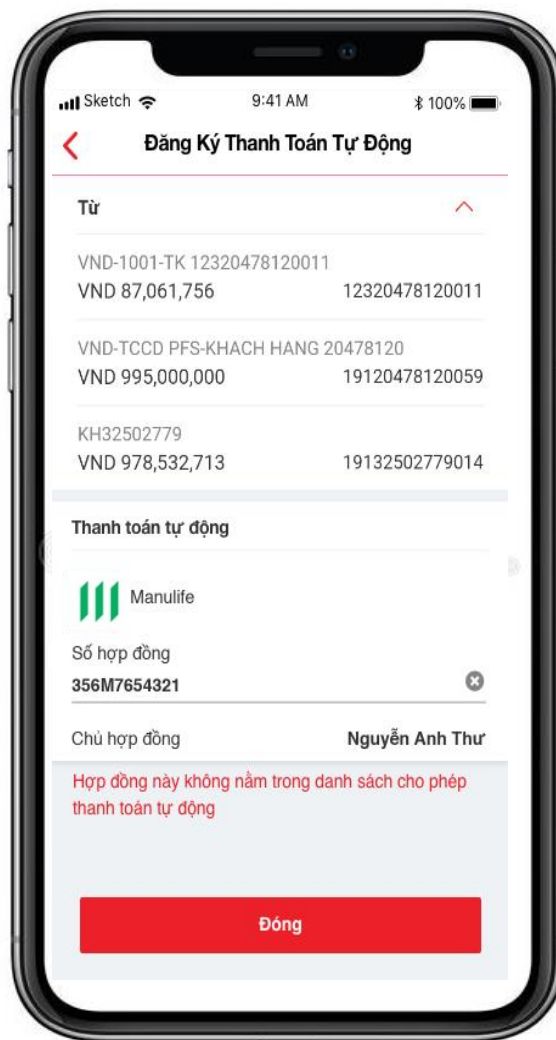 Sketch 9:41 AM 100%
Đăng Ký Thanh Toán Tự Động
Từ
VND-1001-TK 12320478120011
VND 87,061,756 12320478120011
VND-TCCD PFS-KHACH HANG 20478120
VND 995,000,000 19120478120059
KH32502779
VND 978,532,713 19132502779014
Thanh toán tự động
Manulife
Số hợp đồng
356M7654321
Chủ hợp đồng Nguyễn Anh Thư
Hợp đồng này không nằm trong danh sách cho phép
thanh toán tự động
Đóng